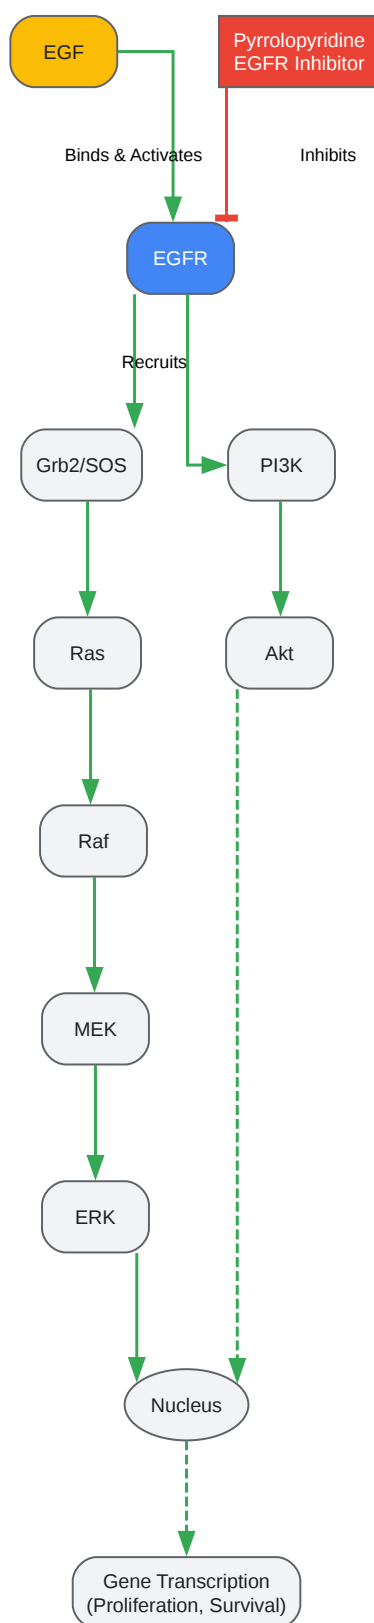 EGF
Pyrrolopyridine
EGFR Inhibitor
Binds & Activates
Inhibits
EGFR
Recruits
Grb2/SOS
PI3K
Ras
Akt
Raf
MEK
ERK
Nucleus
Gene Transcription
(Proliferation, Survival)